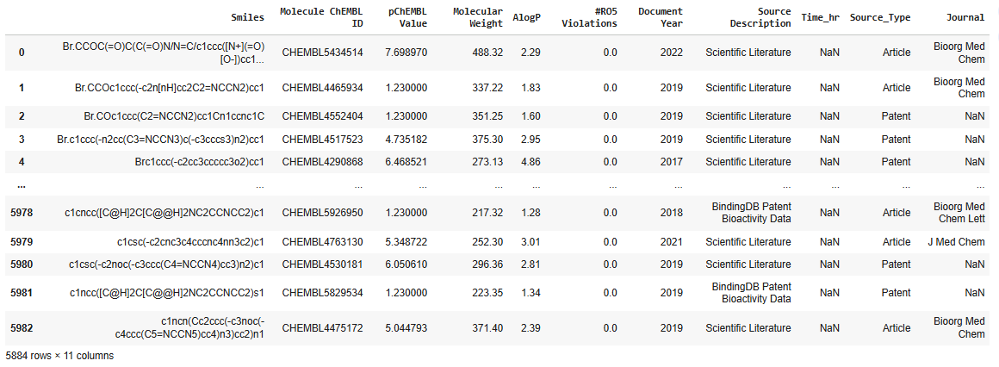 Smiles Molecule ChEMBL ID pChEMBL Value Molecular Weight AlogP #RO5 Violations Document Year Source Description Time_hr Source_Type Journal
0 Br.CCOC(=O)C(C(=O)N/N=C/c1ccc([N+](=O)[O-])cc1... CHEMBL5434514 7.698970 488.32 2.29 0.0 2022 Scientific Literature NaN Article Bioorg Med Chem
1 Br.CCOc1ccc(-c2n[nH]cc2C2=NCCN2)cc1 CHEMBL4465934 1.230000 337.22 1.83 0.0 2019 Scientific Literature NaN Article Bioorg Med Chem
2 Br.COc1ccc(C2=NCCN2)cc1Cn1ccnc1C CHEMBL4552404 1.230000 351.25 1.60 0.0 2019 Scientific Literature NaN Patent NaN
3 Br.c1ccc(-n2cc(C3=NCCN3)c(-c3cccs3)n2)cc1 CHEMBL4517523 4.735182 375.30 2.95 0.0 2019 Scientific Literature NaN Patent NaN
4 Brc1ccc(-c2cc3ccccc3o2)cc1 CHEMBL4290868 6.468521 273.13 4.86 0.0 2017 Scientific Literature NaN Patent NaN
... ... ... ... ... ... ... ... ... ... ... ...
5978 c1cncc([C@H]2C[C@@H]2NC2CCNCC2)c1 CHEMBL5926950 1.230000 217.32 1.28 0.0 2018 BindingDB Patent Bioactivity Data NaN Article Bioorg Med Chem Lett
5979 c1csc(-c2cnc3c4cccnc4nn3c2)c1 CHEMBL4763130 5.348722 252.30 3.01 0.0 2021 Scientific Literature NaN Article J Med Chem
5980 c1csc(-c2noc(-c3ccc(C4=NCCN4)cc3)n2)c1 CHEMBL4530181 6.050610 296.36 2.81 0.0 2019 Scientific Literature NaN Patent NaN
5981 c1ncc([C@H]2C[C@@H]2NC2CCNCC2)s1 CHEMBL5829534 1.230000 223.35 1.34 0.0 2019 BindingDB Patent Bioactivity Data NaN Patent NaN
5982 c1ncn(Cc2ccc(-c3noc(-c4ccc(C5=NCCN5)cc4)n3)cc2)n1 CHEMBL4475172 5.044793 371.40 2.39 0.0 2019 Scientific Literature NaN Article Bioorg Med Chem
5884 rows × 11 columns